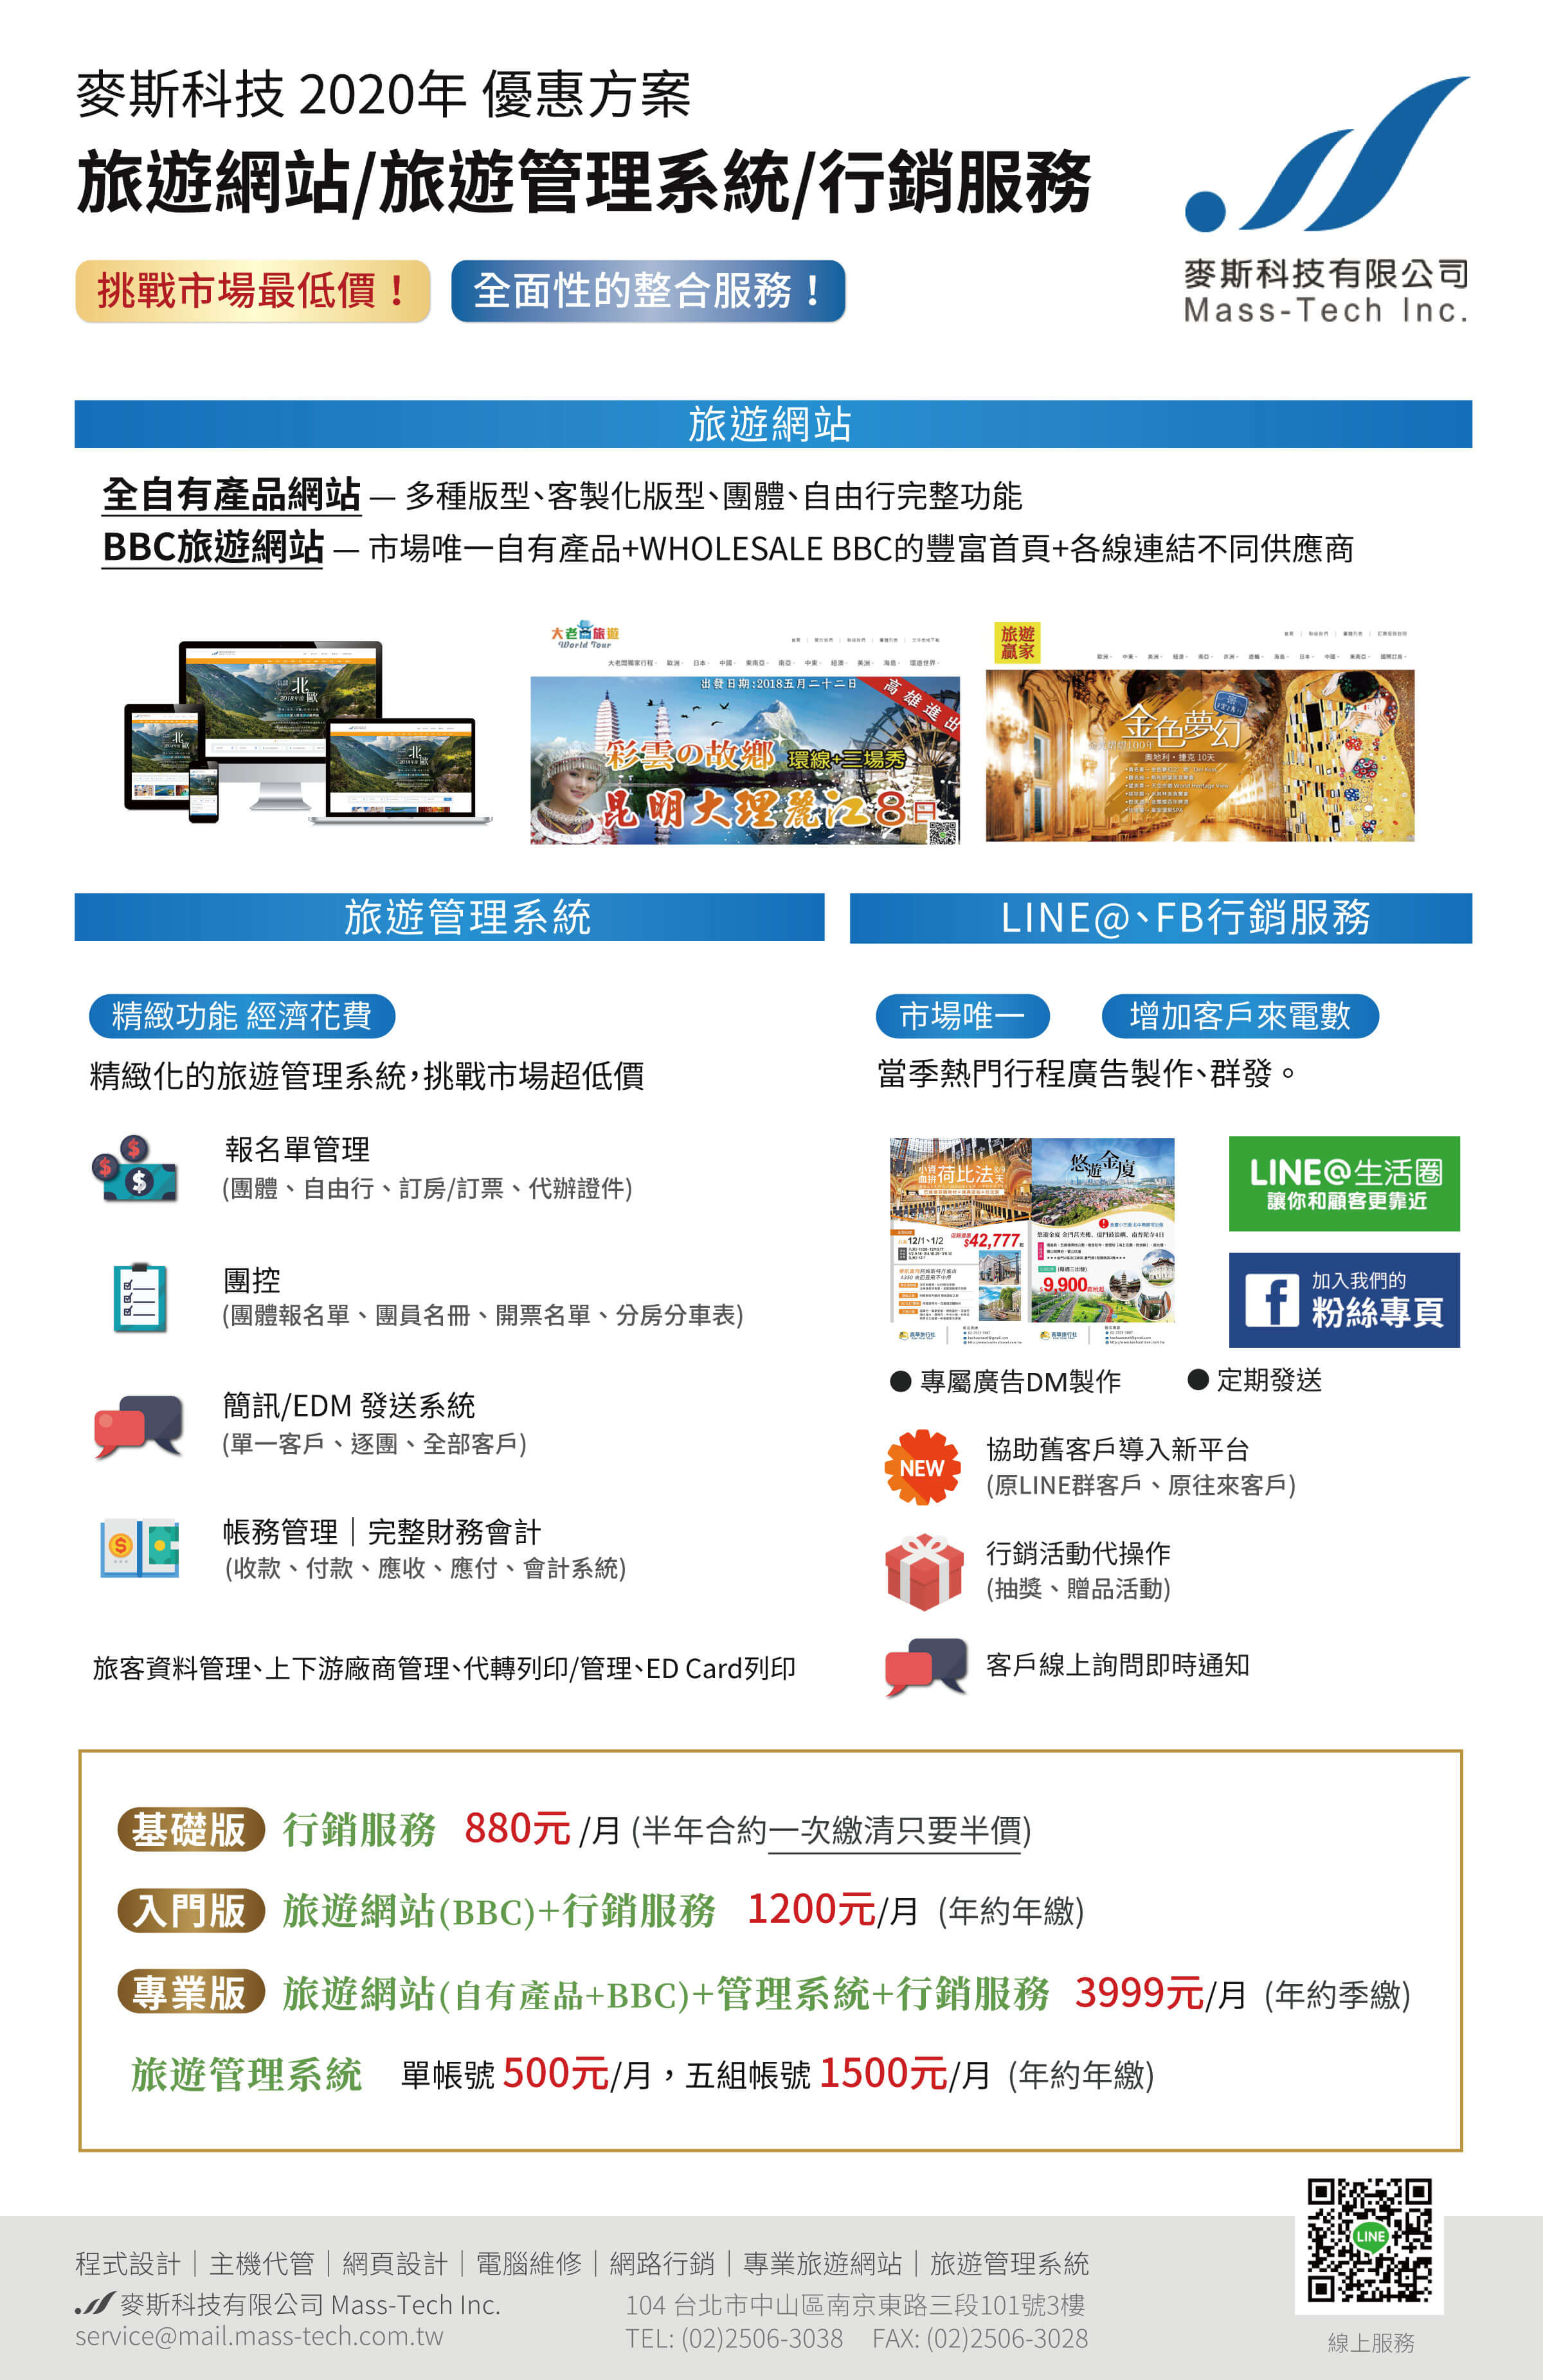 麥斯科技 2020年 優惠方案
旅遊網站/旅遊管理系統/行銷服務
挑戰市場最低價！
全面性的整合服務！
麥斯科技有限公司
Mass-Tech Inc.
旅遊網站
全自有產品網站 — 多種版型、客製化版型、團體、自由行完整功能
BBC旅遊網站 — 市場唯一自有產品+WHOLESALE BBC的豐富首頁+各線連結不同供應商
北歐
大老闆旅遊
World Tour
出發日期:2018五月二十二日
高雄進出
彩雲の故鄉 環線+三場秀
昆明大理麗江8日
旅遊贏家
金色夢幻
奧地利・捷克 10天
旅遊管理系統
精緻功能 經濟花費
精緻化的旅遊管理系統，挑戰市場超低價
報名單管理
(團體、自由行、訂房/訂票、代辦證件)
團控
(團體報名單、團員名冊、開票名單、分房分車表)
簡訊/EDM 發送系統
(單一客戶、逐團、全部客戶)
帳務管理｜完整財務會計
(收款、付款、應收、應付、會計系統)
旅客資料管理、上下游廠商管理、代轉列印/管理、ED Card列印
LINE@、FB行銷服務
市場唯一
增加客戶來電數
當季熱門行程廣告製作、群發。
小資血拚荷比法8/9天
12/1、1/2
$42,777起
悠遊金廈
9,900
LINE@生活圈
讓你和顧客更靠近
加入我們的
粉絲專頁
● 專屬廣告DM製作
● 定期發送
NEW
協助舊客戶導入新平台
(原LINE群客戶、原往來客戶)
行銷活動代操作
(抽獎、贈品活動)
客戶線上詢問即時通知
基礎版 行銷服務 880元 /月 (半年合約一次繳清只要半價)
入門版 旅遊網站(BBC)+行銷服務 1200元/月 (年約年繳)
專業版 旅遊網站(自有產品+BBC)+管理系統+行銷服務 3999元/月 (年約季繳)
旅遊管理系統 單帳號 500元/月，五組帳號 1500元/月 (年約年繳)
程式設計｜主機代管｜網頁設計｜電腦維修｜網路行銷｜專業旅遊網站｜旅遊管理系統
麥斯科技有限公司 Mass-Tech Inc.
service@mail.mass-tech.com.tw
104 台北市中山區南京東路三段101號3樓
TEL: (02)2506-3038 FAX: (02)2506-3028
LINE
線上服務